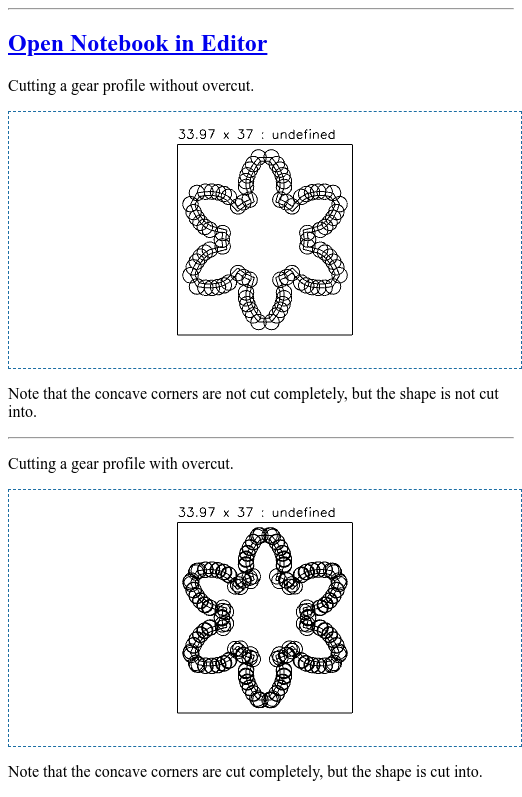 Open Notebook in Editor
Cutting a gear profile without overcut.
33.97 x 37 : undefined
Note that the concave corners are not cut completely, but the shape is not cut
into.
Cutting a gear profile with overcut.
33.97 x 37 : undefined
Note that the concave corners are cut completely, but the shape is cut into.